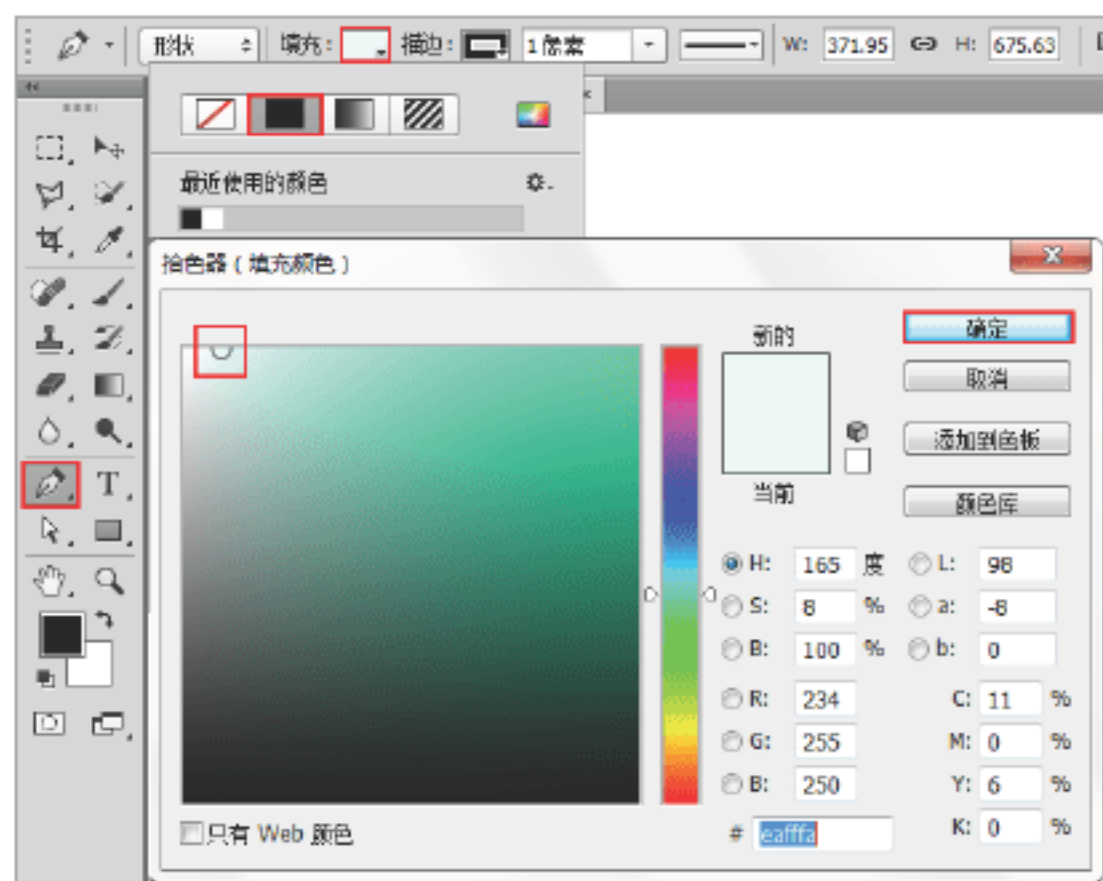 形状 填充： 描边： 1像素 W: 371.95 H: 675.63
最近使用的颜色
拾色器（填充颜色）
新的
当前
确定
取消
添加到色板
颜色库
H: 165 度 L: 98
S: 8 % a: -8
B: 100 % b: 0
R: 234 C: 11 %
G: 255 M: 0 %
B: 250 Y: 6 %
# eafffa K: 0 %
只有 Web 颜色
T